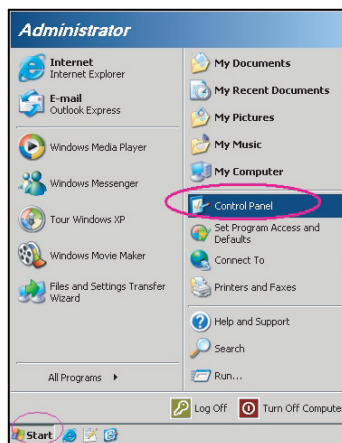 Administrator
Internet
Internet Explorer
E-mail
Outlook Express
Windows Media Player
Windows Messenger
Tour Windows XP
Windows Movie Maker
Files and Settings Transfer
Wizard
All Programs
My Documents
My Recent Documents
My Pictures
My Music
My Computer
Control Panel
Set Program Access and
Defaults
Connect To
Printers and Faxes
Help and Support
Search
Run...
Log Off
Turn Off Compute
Start